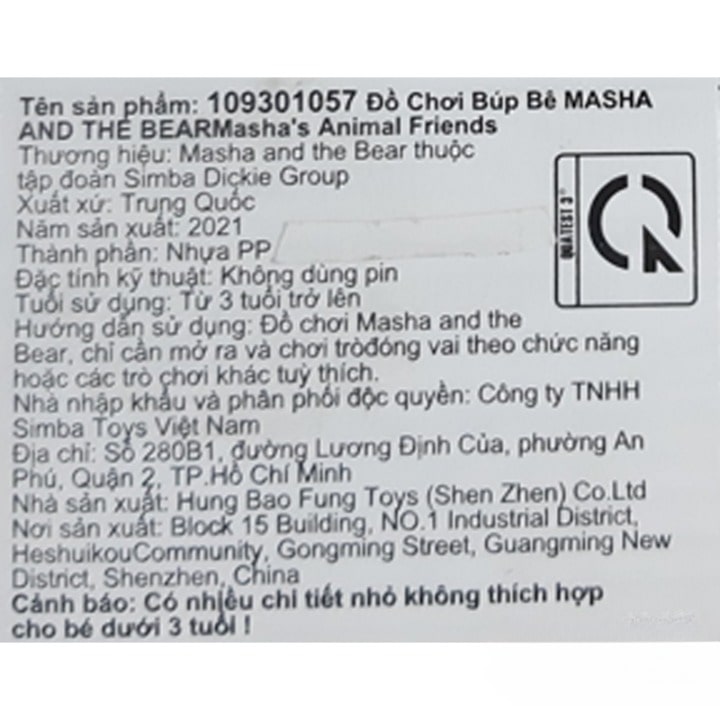 Tên sản phẩm: 109301057 Đồ Chơi Búp Bê MASHA
AND THE BEARMasha's Animal Friends
Thương hiệu: Masha and the Bear thuộc
tập đoàn Simba Dickie Group
Xuất xứ: Trung Quốc
Năm sản xuất: 2021
Thành phần: Nhựa PP
Đặc tính kỹ thuật: Không dùng pin
Tuổi sử dụng: Từ 3 tuổi trở lên
Hướng dẫn sử dụng: Đồ chơi Masha and the
Bear, chỉ cần mở ra và chơi tròđóng vai theo chức năng
hoặc các trò chơi khác tuỳ thích.
Nhà nhập khẩu và phân phối độc quyền: Công ty TNHH
Simba Toys Việt Nam
Địa chỉ: Số 280B1, đường Lương Định Của, phường An
Phú, Quận 2, TP.Hồ Chí Minh
Nhà sản xuất: Hung Bao Fung Toys (Shen Zhen) Co.Ltd
Nơi sản xuất: Block 15 Building, NO.1 Industrial District,
HeshuikouCommunity, Gongming Street, Guangming New
District, Shenzhen, China
Cảnh báo: Có nhiều chi tiết nhỏ không thích hợp
cho bé dưới 3 tuổi !
QUATEST 3®